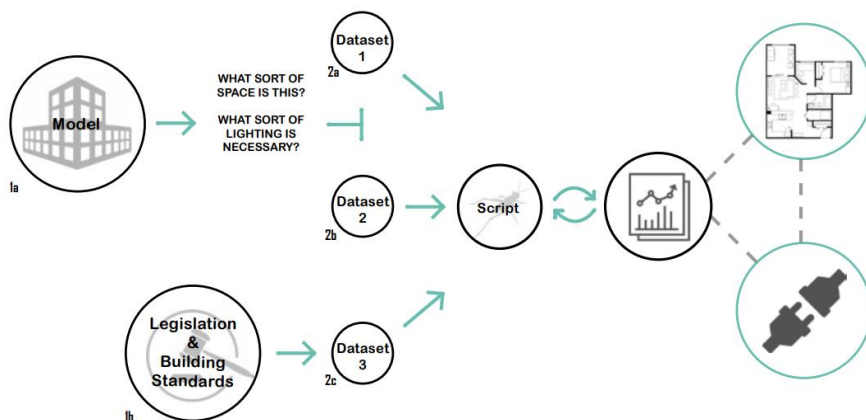 Dataset
1
2a
WHAT SORT OF
SPACE IS THIS?
WHAT SORT OF
LIGHTING IS
NECESSARY?
Model
1a
Dataset
2
2b
Script
Legislation
&
Building
Standards
1b
Dataset
3
2c